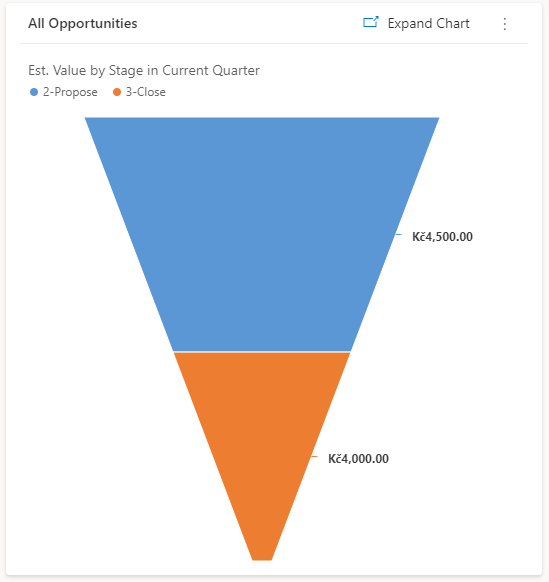 All Opportunities
Expand Chart
Est. Value by Stage in Current Quarter
2-Propose 3-Close
Kč4,500.00
Kč4,000.00